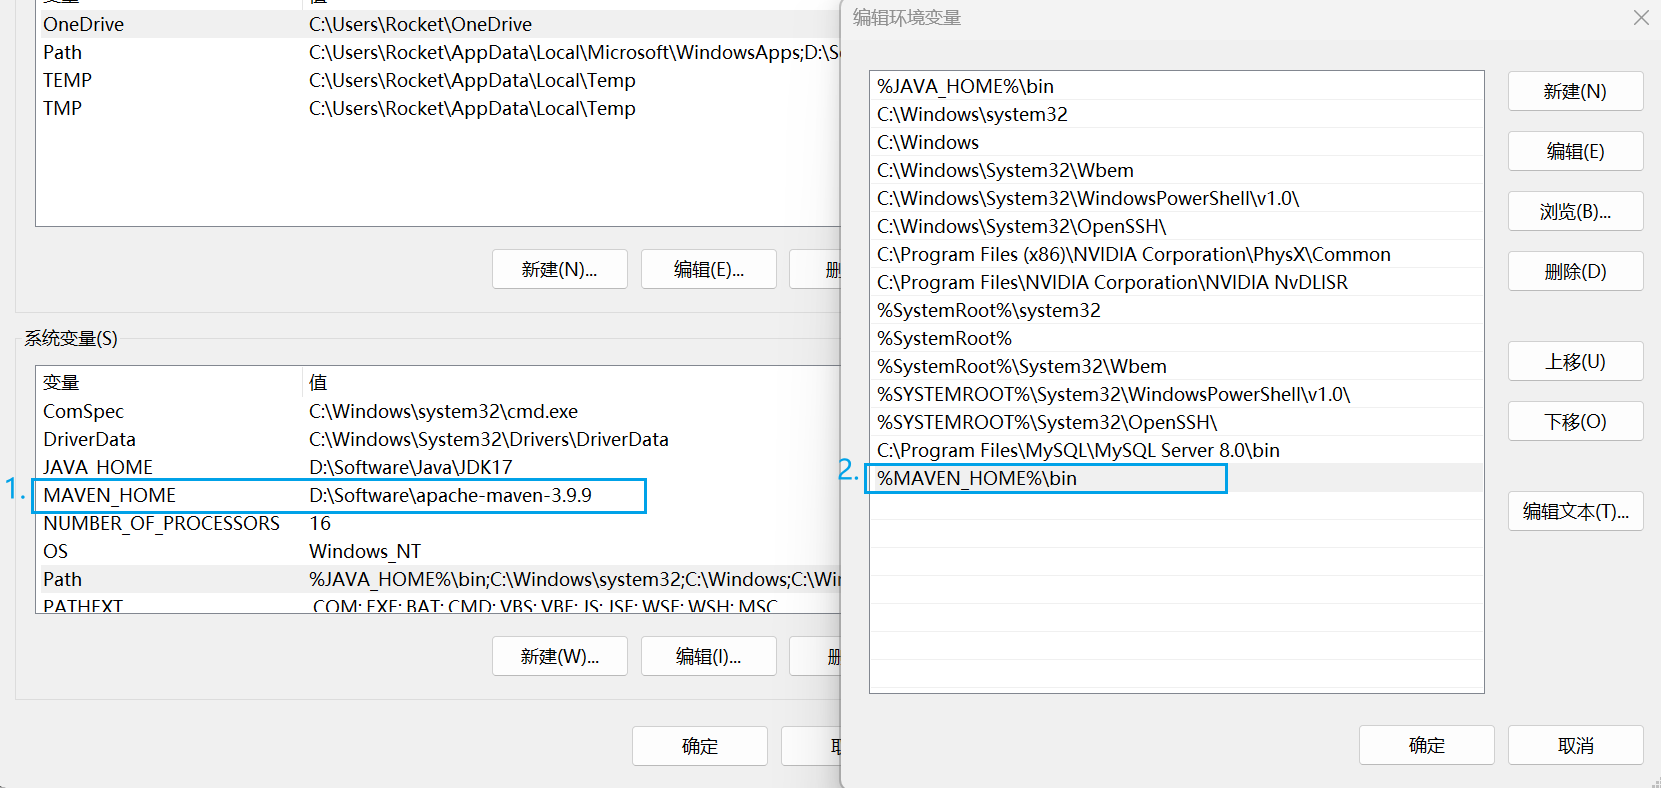 OneDrive C:\Users\Rocket\OneDrive
Path C:\Users\Rocket\AppData\Local\Microsoft\WindowsApps;D:\S
TEMP C:\Users\Rocket\AppData\Local\Temp
TMP C:\Users\Rocket\AppData\Local\Temp
新建(N)... 编辑(E)... 删
系统变量(S)
变量 值
ComSpec C:\Windows\system32\cmd.exe
DriverData C:\Windows\System32\Drivers\DriverData
JAVA_HOME D:\Software\Java\JDK17
1. MAVEN_HOME D:\Software\apache-maven-3.9.9
NUMBER_OF_PROCESSORS 16
OS Windows_NT
Path %JAVA_HOME%\bin;C:\Windows\system32;C:\Windows;C:\Wi
PATHEXT .COM;.EXE;.BAT;.CMD;.VBS;.VBE;.JS;.JSE;.WSF;.WSH;.MSC
新建(W)... 编辑(I)... 删
确定
编辑环境变量
%JAVA_HOME%\bin
C:\Windows\system32
C:\Windows
C:\Windows\System32\Wbem
C:\Windows\System32\WindowsPowerShell\v1.0\
C:\Windows\System32\OpenSSH\
C:\Program Files (x86)\NVIDIA Corporation\PhysX\Common
C:\Program Files\NVIDIA Corporation\NVIDIA NvDLISR
%SystemRoot%\system32
%SystemRoot%
%SystemRoot%\System32\Wbem
%SYSTEMROOT%\System32\WindowsPowerShell\v1.0\
%SYSTEMROOT%\System32\OpenSSH\
C:\Program Files\MySQL\MySQL Server 8.0\bin
2. %MAVEN_HOME%\bin
新建(N)
编辑(E)
浏览(B)...
删除(D)
上移(U)
下移(O)
编辑文本(T)...
确定 取消